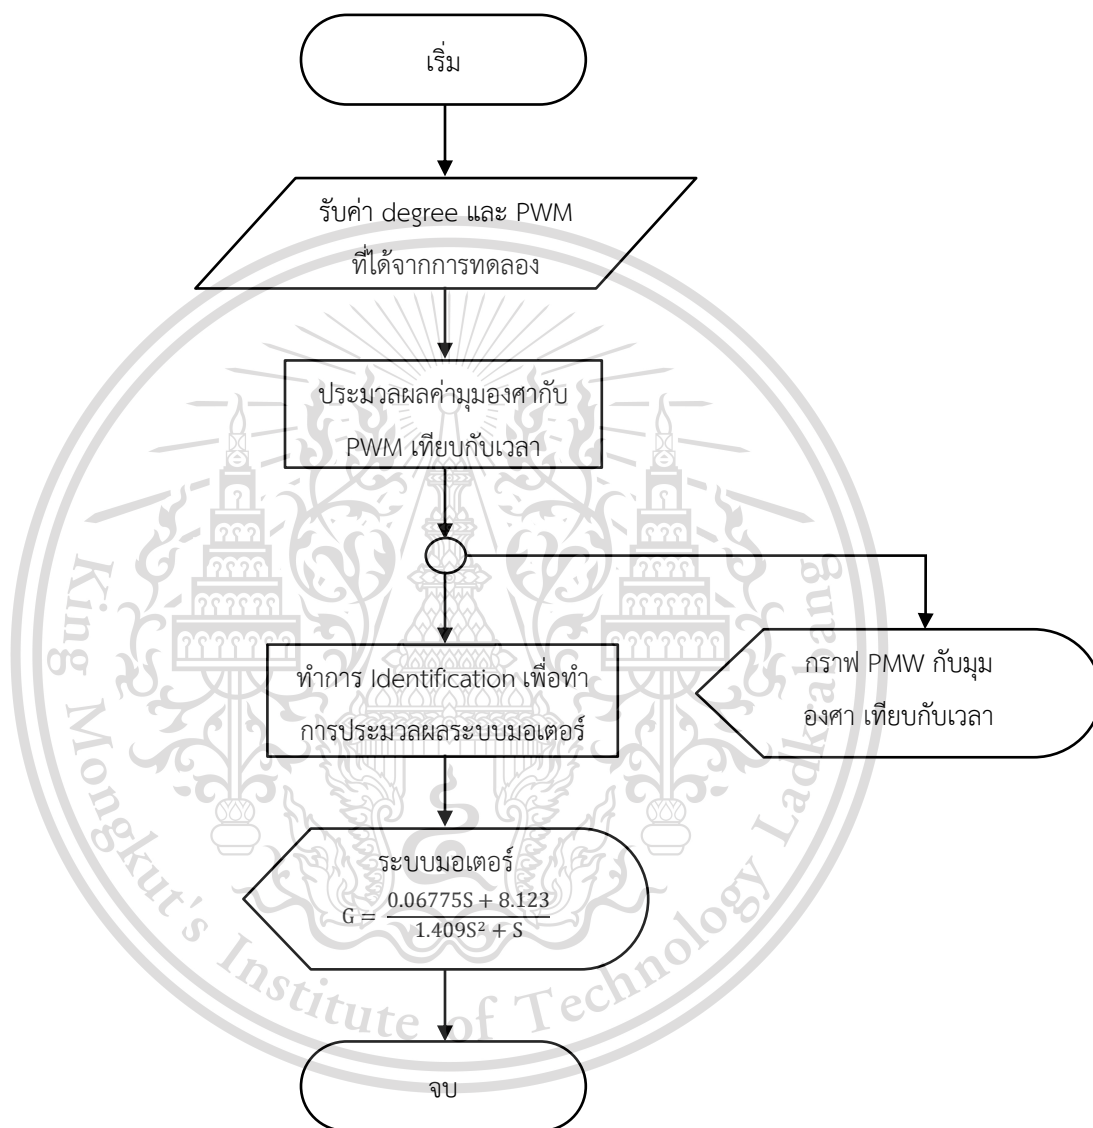 เริ่ม
รับค่า degree และ PWM
ที่ได้จากการทดลอง
ประมวลผลค่ามุมองศากับ
PWM เทียบกับเวลา
ทำการ Identification เพื่อทำ
การประมวลผลระบบมอเตอร์
กราฟ PMW กับมุม
องศา เทียบกับเวลา
ระบบมอเตอร์
G = (0.06775S + 8.123) / (1.409S² + S)
จบ
King Mongkut's Institute of Technology Ladkrabang